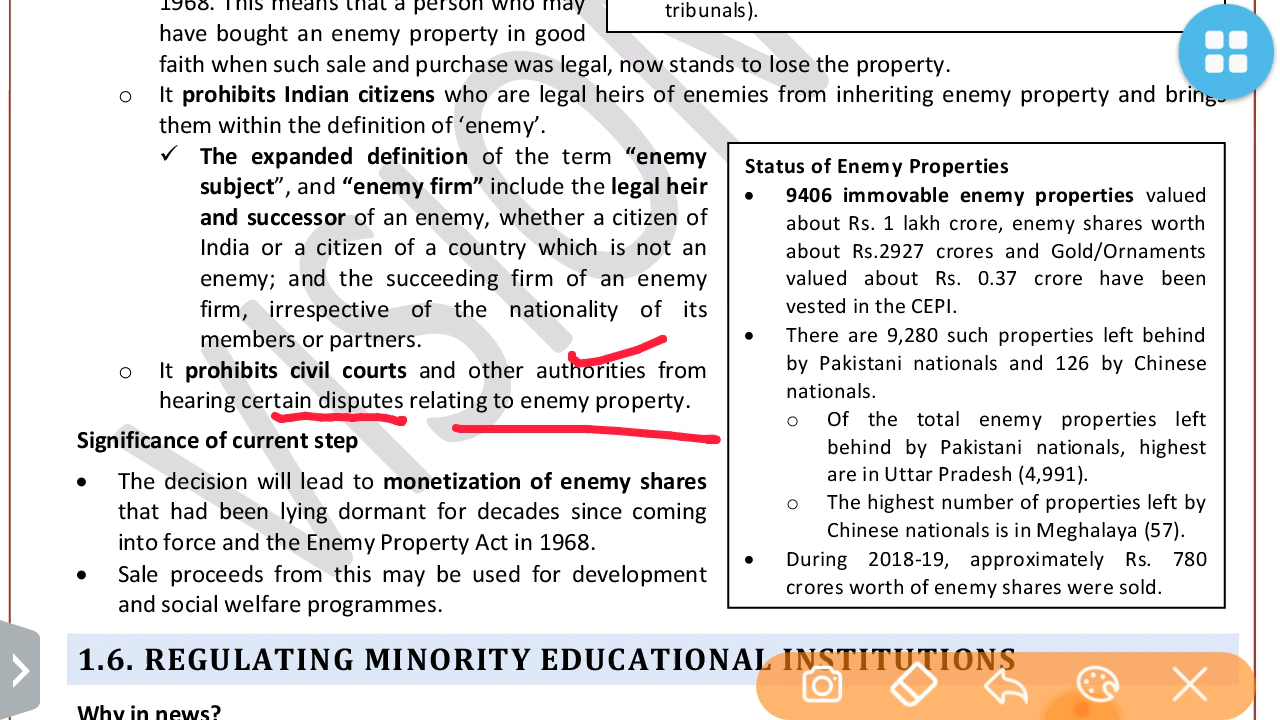 1968. This means that a person who may
have bought an enemy property in good
faith when such sale and purchase was legal, now stands to lose the property.
tribunals).
o It prohibits Indian citizens who are legal heirs of enemies from inheriting enemy property and brings
them within the definition of ‘enemy’.
✓ The expanded definition of the term “enemy
subject”, and “enemy firm” include the legal heir
and successor of an enemy, whether a citizen of
India or a citizen of a country which is not an
enemy; and the succeeding firm of an enemy
firm, irrespective of the nationality of its
members or partners.
o It prohibits civil courts and other authorities from
hearing certain disputes relating to enemy property.
Significance of current step
• The decision will lead to monetization of enemy shares
that had been lying dormant for decades since coming
into force and the Enemy Property Act in 1968.
• Sale proceeds from this may be used for development
and social welfare programmes.
Status of Enemy Properties
• 9406 immovable enemy properties valued
about Rs. 1 lakh crore, enemy shares worth
about Rs.2927 crores and Gold/Ornaments
valued about Rs. 0.37 crore have been
vested in the CEPI.
• There are 9,280 such properties left behind
by Pakistani nationals and 126 by Chinese
nationals.
o Of the total enemy properties left
behind by Pakistani nationals, highest
are in Uttar Pradesh (4,991).
o The highest number of properties left by
Chinese nationals is in Meghalaya (57).
• During 2018-19, approximately Rs. 780
crores worth of enemy shares were sold.
1.6. REGULATING MINORITY EDUCATIONAL INSTITUTIONS
Why in news?
VISION